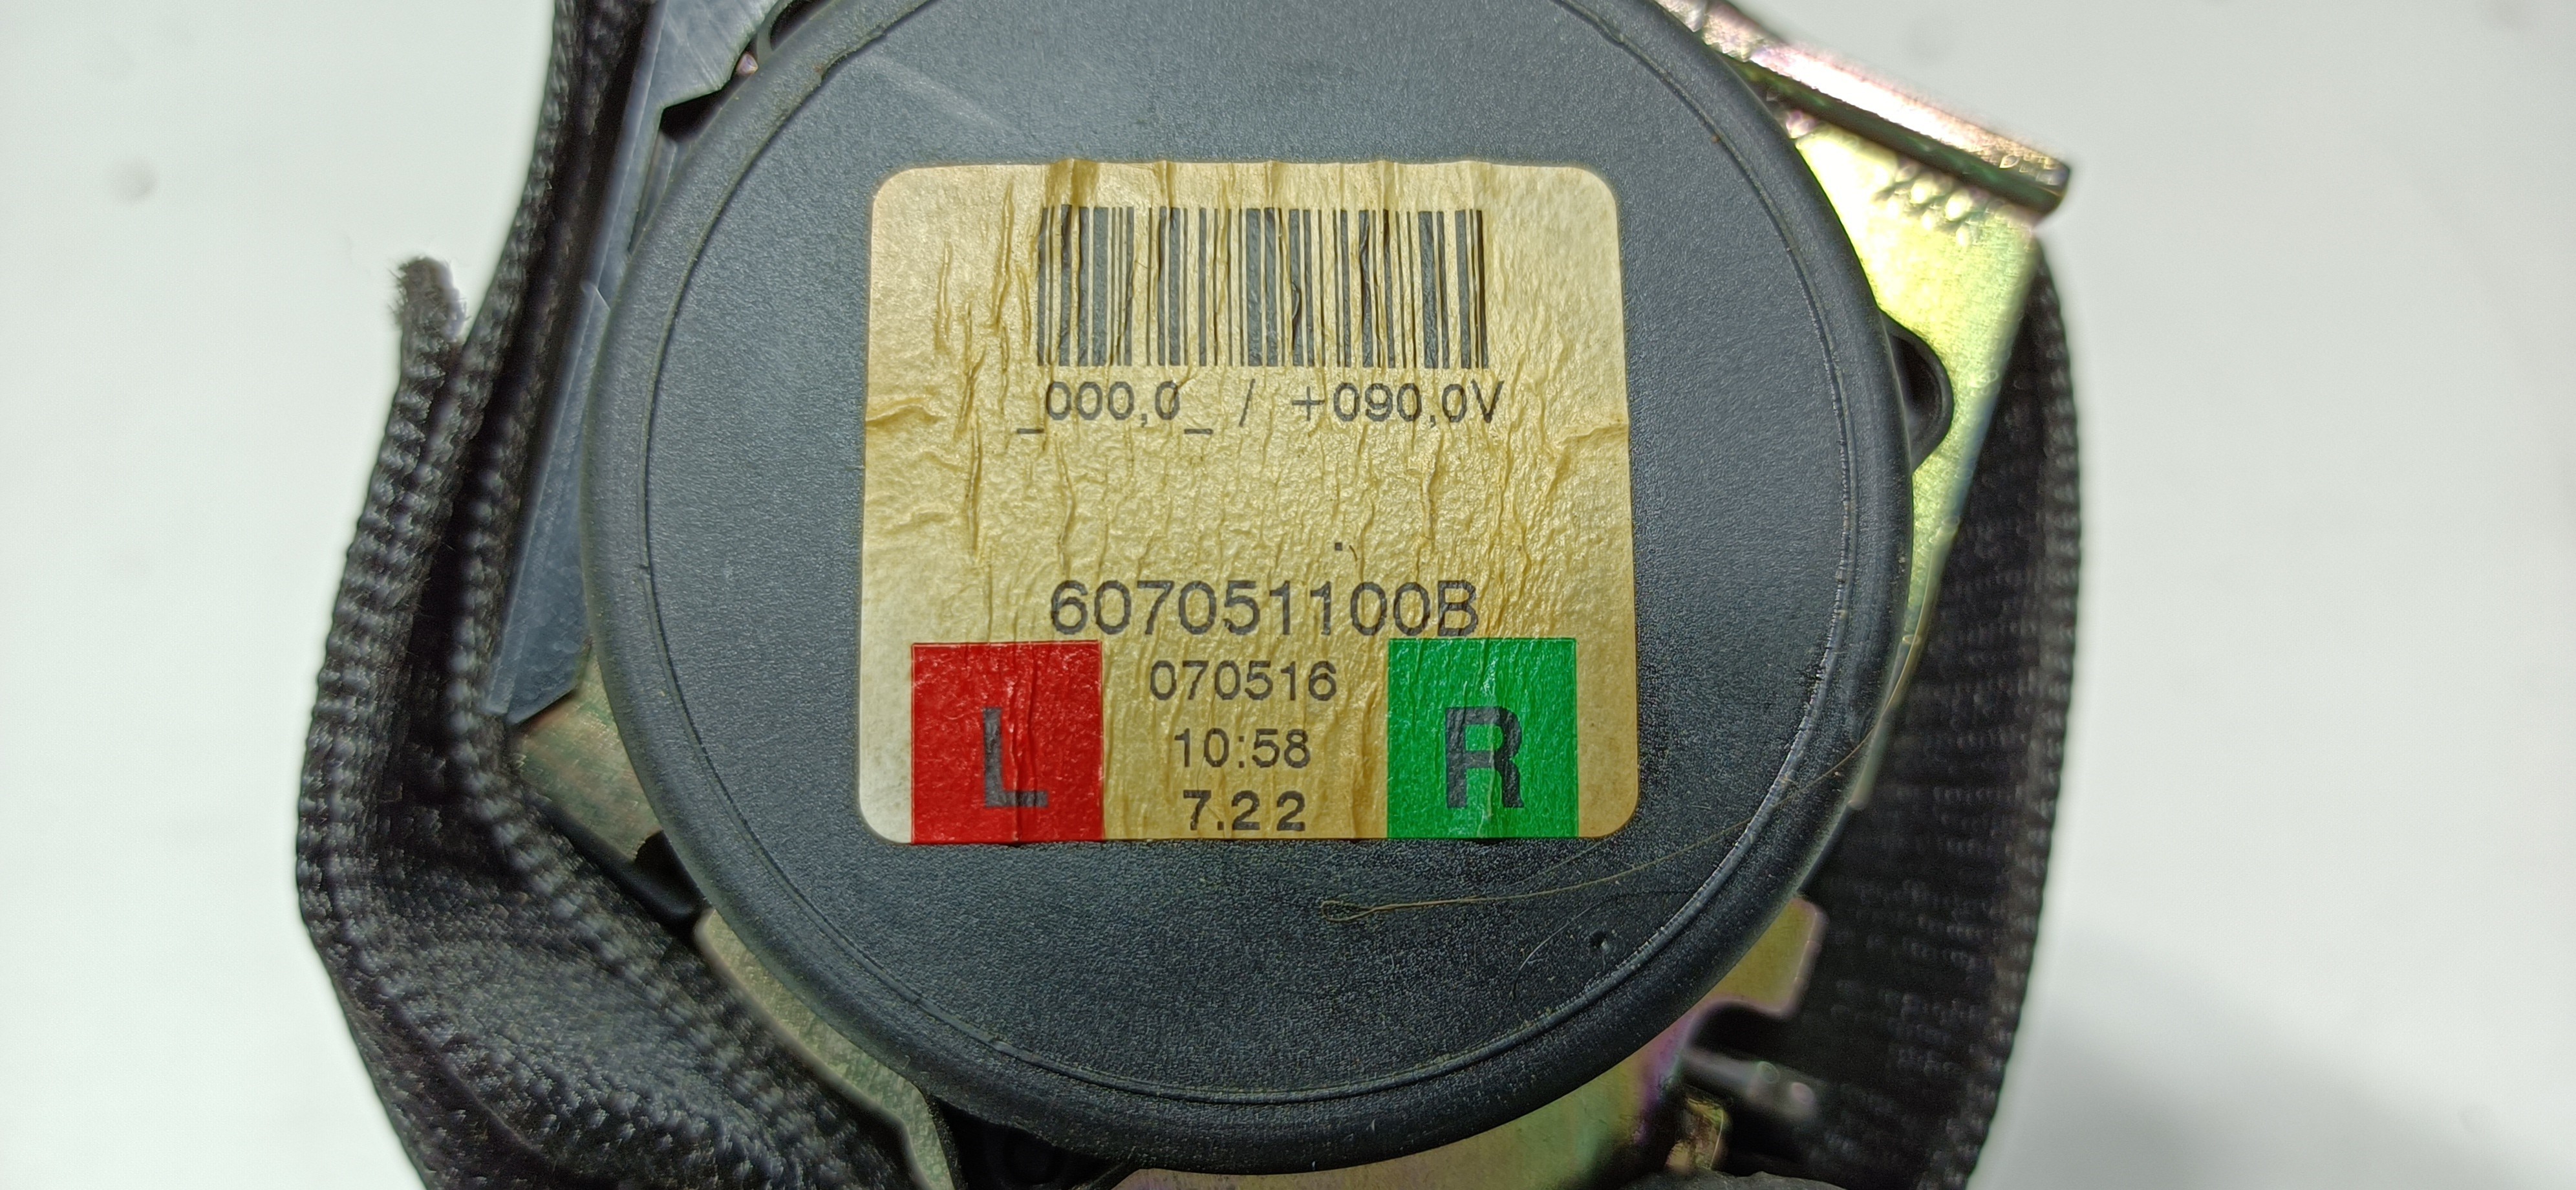 _000,0_ / +090,0V
607051100B
070516
10:58
7.22
L
R